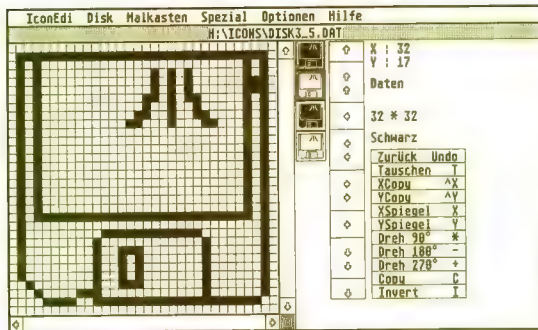 IconEdi Disk Malkasten Spezial Optionen Hilfe
H:\ICONS\DISK3_5.DAT
X : 32
Y : 17
Daten
32 * 32
Schwarz
Zurück Undo
Tauschen T
XCopy ^X
YCopy ^Y
XSpiegel X
YSpiegel Y
Dreh 90° *
Dreh 180° -
Dreh 270° +
Copy C
Invert I